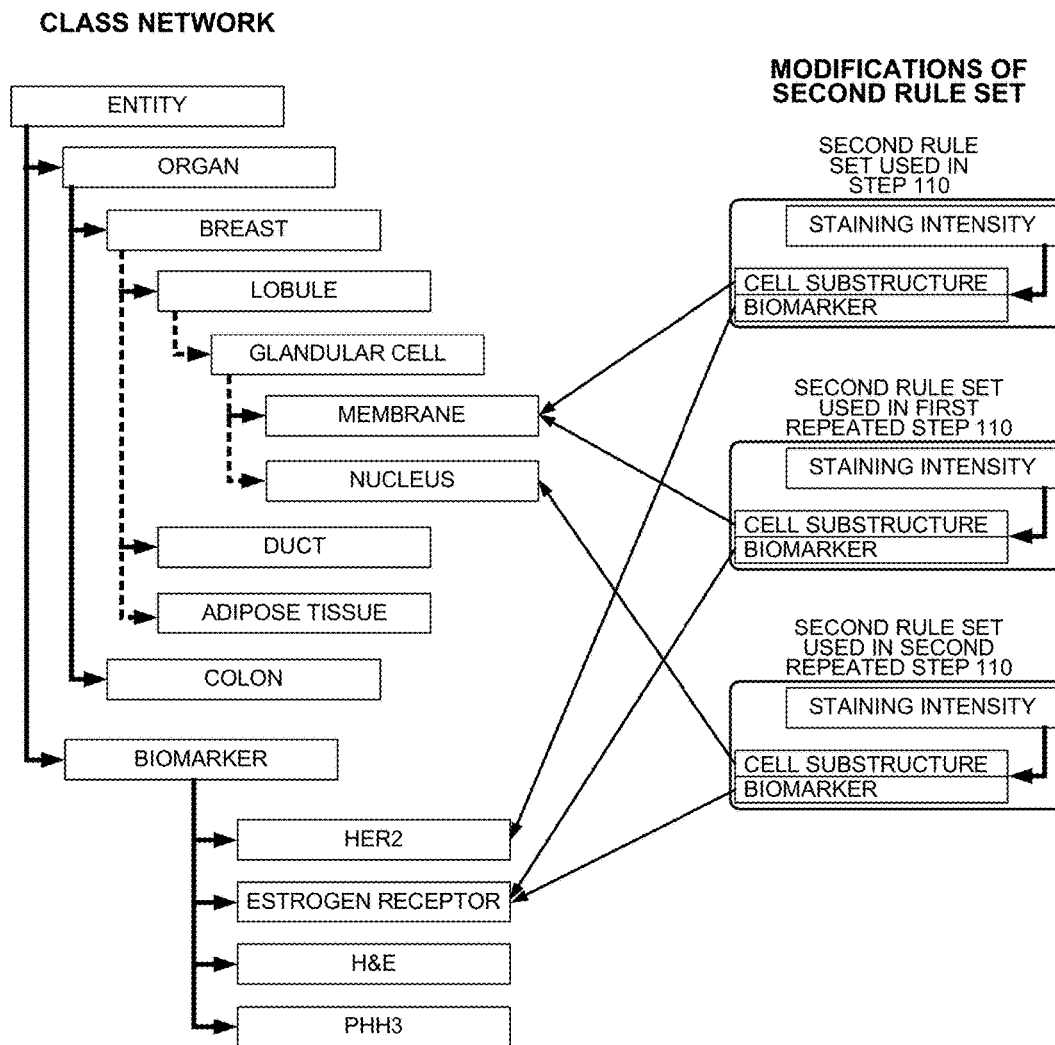 CLASS NETWORK
ENTITY
ORGAN
BREAST
LOBULE
GLANDULAR CELL
MEMBRANE
NUCLEUS
DUCT
ADIPOSE TISSUE
COLON
BIOMARKER
HER2
ESTROGEN RECEPTOR
H&E
PHH3
MODIFICATIONS OF
SECOND RULE SET
SECOND RULE
SET USED IN
STEP 110
STAINING INTENSITY
CELL SUBSTRUCTURE
BIOMARKER
SECOND RULE SET
USED IN FIRST
REPEATED STEP 110
STAINING INTENSITY
CELL SUBSTRUCTURE
BIOMARKER
SECOND RULE SET
USED IN SECOND
REPEATED STEP 110
STAINING INTENSITY
CELL SUBSTRUCTURE
BIOMARKER